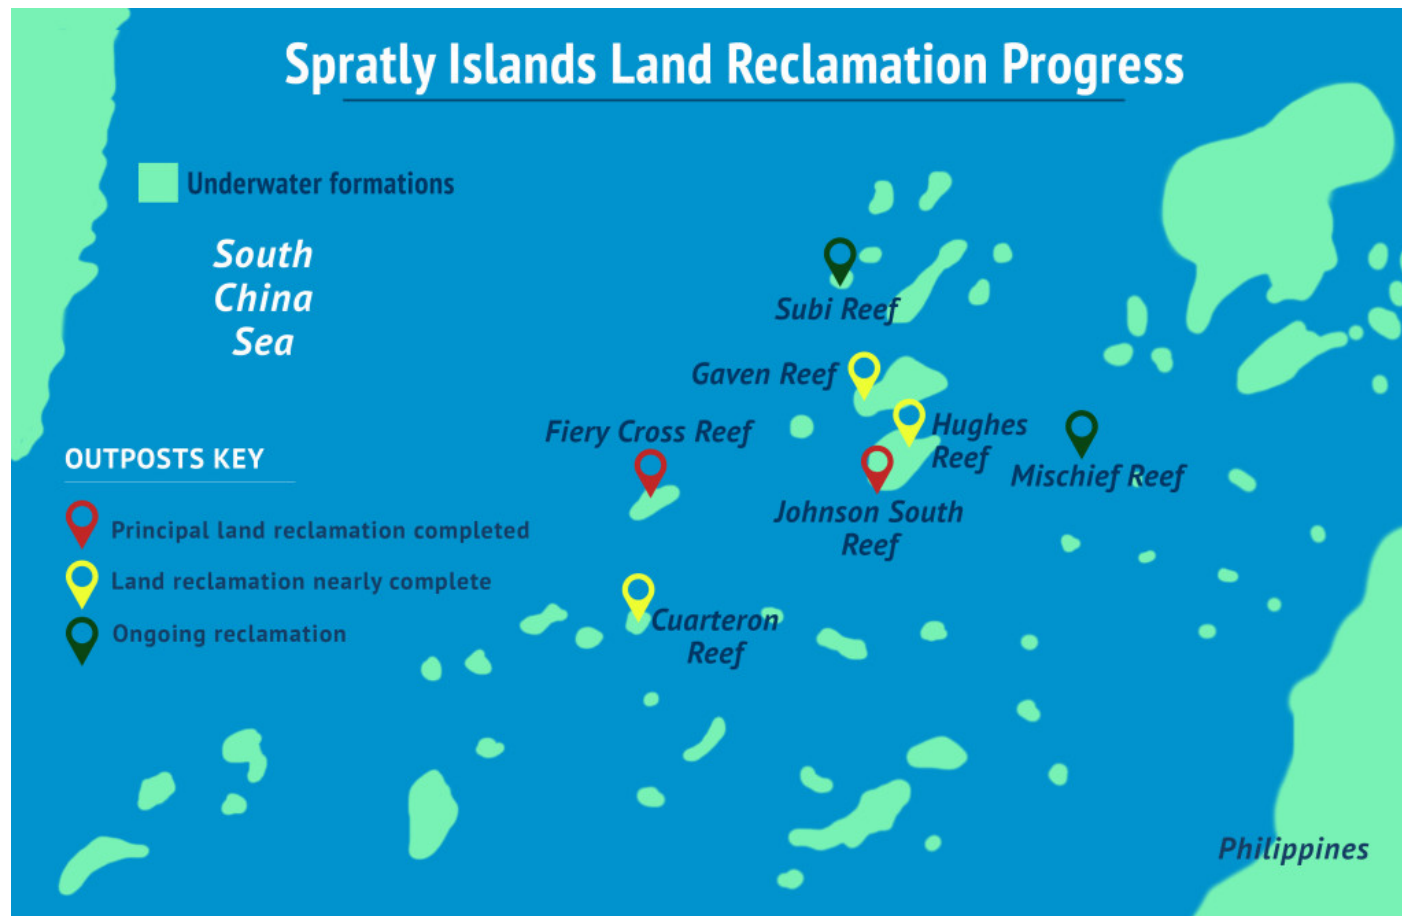 Spratly Islands Land Reclamation Progress
Underwater formations
South
China
Sea
Subi Reef
Gaven Reef
Fiery Cross Reef
Hughes
Reef
Mischief Reef
Johnson South
Reef
OUTPOSTS KEY
Principal land reclamation completed
Land reclamation nearly complete
Ongoing reclamation
Cuarteron
Reef
Philippines